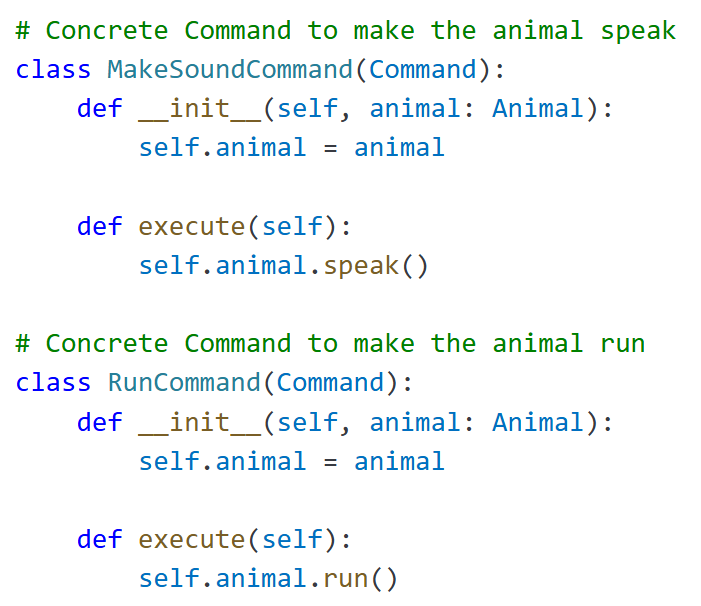 # Concrete Command to make the animal speak
class MakeSoundCommand(Command):
    def __init__(self, animal: Animal):
        self.animal = animal

    def execute(self):
        self.animal.speak()

# Concrete Command to make the animal run
class RunCommand(Command):
    def __init__(self, animal: Animal):
        self.animal = animal

    def execute(self):
        self.animal.run()